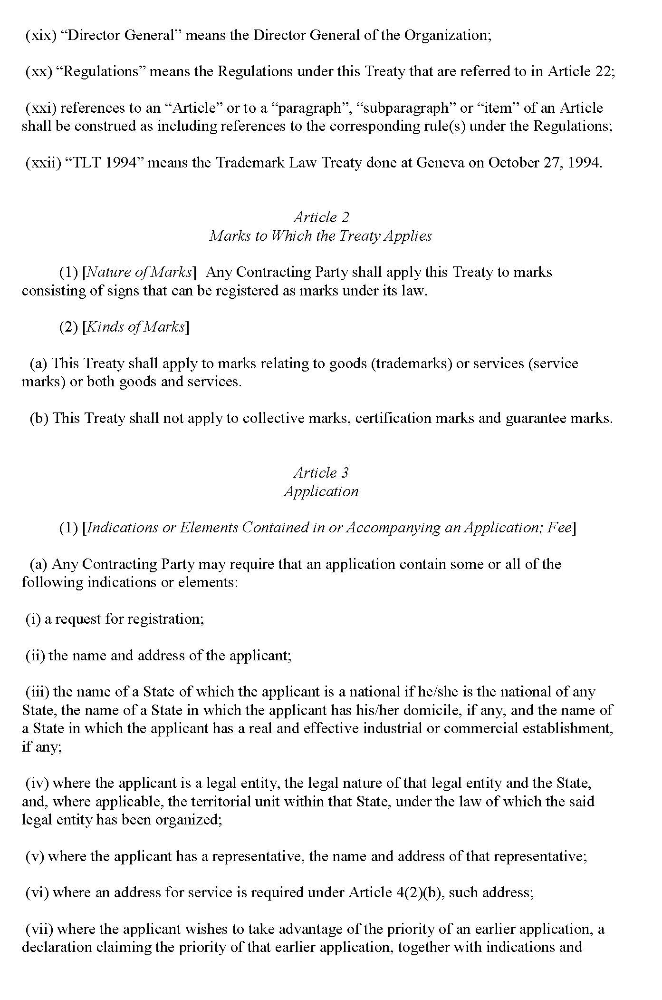 (xix) “Director General” means the Director General of the Organization;
(xx) “Regulations” means the Regulations under this Treaty that are referred to in Article 22;
(xxi) references to an “Article” or to a “paragraph”, “subparagraph” or “item” of an Article
shall be construed as including references to the corresponding rule(s) under the Regulations;
(xxii) “TLT 1994” means the Trademark Law Treaty done at Geneva on October 27, 1994.
Article 2
Marks to Which the Treaty Applies
(1) [Nature of Marks]  Any Contracting Party shall apply this Treaty to marks
consisting of signs that can be registered as marks under its law.
(2) [Kinds of Marks]
(a) This Treaty shall apply to marks relating to goods (trademarks) or services (service
marks) or both goods and services.
(b) This Treaty shall not apply to collective marks, certification marks and guarantee marks.
Article 3
Application
(1) [Indications or Elements Contained in or Accompanying an Application; Fee]
(a) Any Contracting Party may require that an application contain some or all of the
following indications or elements:
(i) a request for registration;
(ii) the name and address of the applicant;
(iii) the name of a State of which the applicant is a national if he/she is the national of any
State, the name of a State in which the applicant has his/her domicile, if any, and the name of
a State in which the applicant has a real and effective industrial or commercial establishment,
if any;
(iv) where the applicant is a legal entity, the legal nature of that legal entity and the State,
and, where applicable, the territorial unit within that State, under the law of which the said
legal entity has been organized;
(v) where the applicant has a representative, the name and address of that representative;
(vi) where an address for service is required under Article 4(2)(b), such address;
(vii) where the applicant wishes to take advantage of the priority of an earlier application, a
declaration claiming the priority of that earlier application, together with indications and